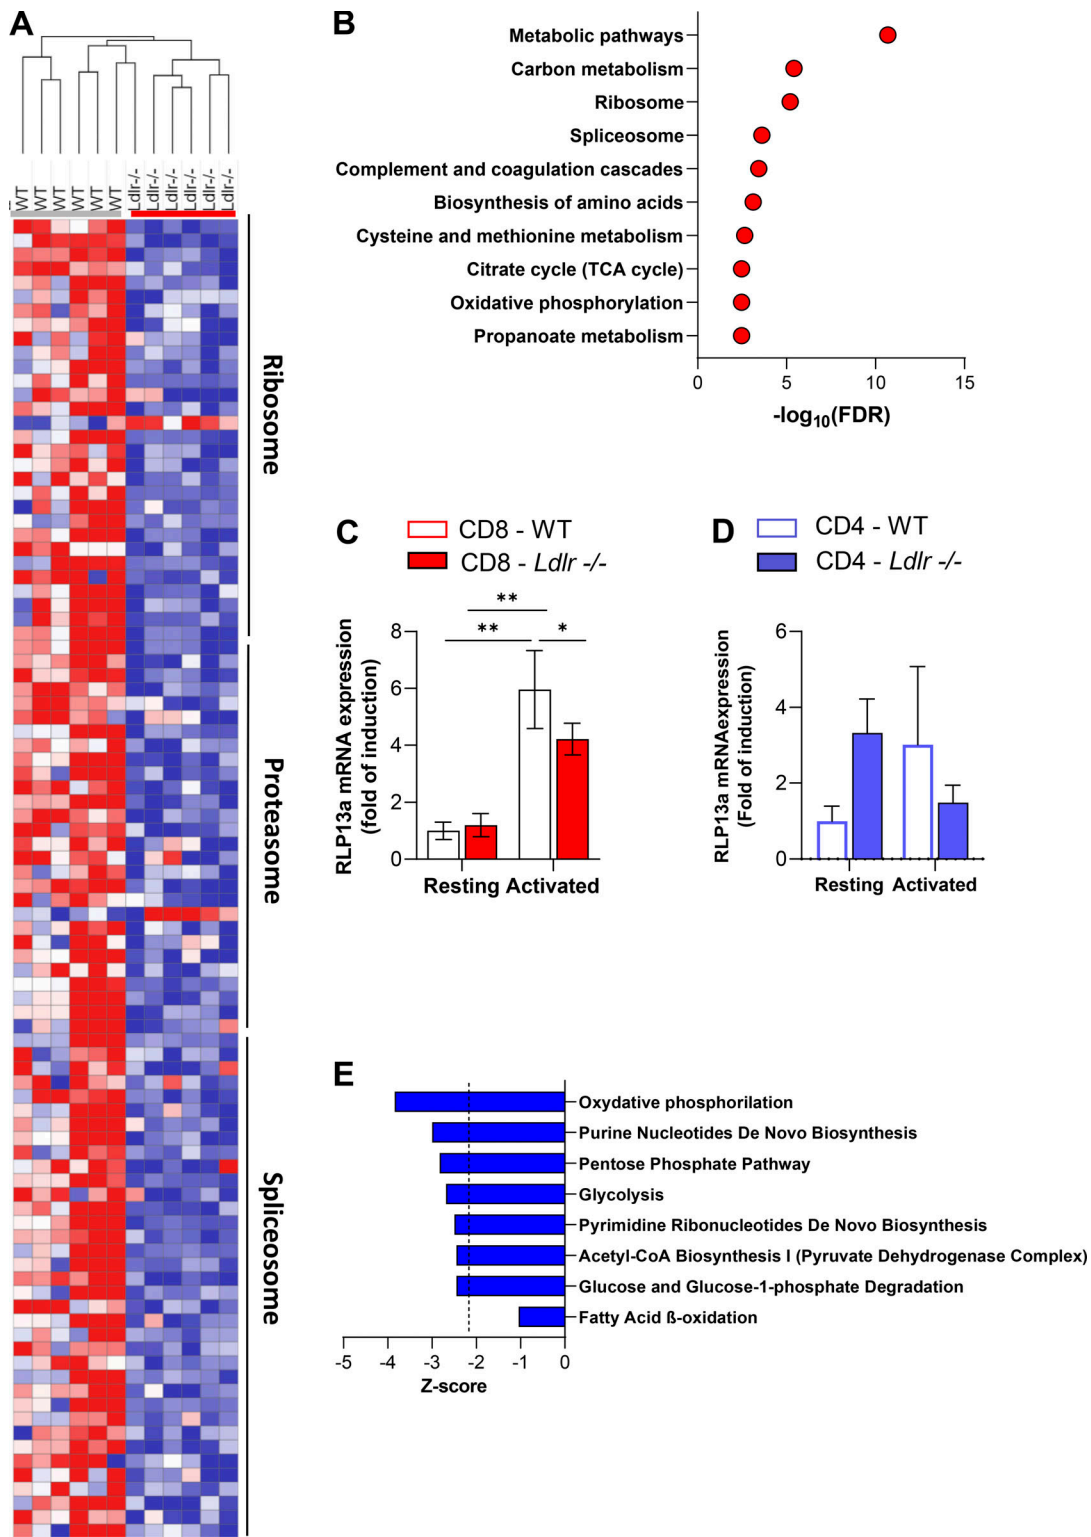 A
WT
WT
WT
WT
WT
WT
Ldlr-/-
Ldlr-/-
Ldlr-/-
Ldlr-/-
Ldlr-/-
Ldlr-/-
Ribosome
Proteasome
Spliceosome
B
Metabolic pathways
Carbon metabolism
Ribosome
Spliceosome
Complement and coagulation cascades
Biosynthesis of amino acids
Cysteine and methionine metabolism
Citrate cycle (TCA cycle)
Oxidative phosphorylation
Propanoate metabolism
0 5 10 15
-log10(FDR)
C
CD8 - WT
CD8 - Ldlr -/-
** 
** *
RLP13a mRNA expression
(fold of induction)
8
6
4
2
0
Resting Activated
D
CD4 - WT
CD4 - Ldlr -/-
RLP13a mRNAexpression
(Fold of induction)
6
4
2
0
Resting Activated
E
Oxydative phosphorilation
Purine Nucleotides De Novo Biosynthesis
Pentose Phosphate Pathway
Glycolysis
Pyrimidine Ribonucleotides De Novo Biosynthesis
Acetyl-CoA Biosynthesis I (Pyruvate Dehydrogenase Complex)
Glucose and Glucose-1-phosphate Degradation
Fatty Acid ß-oxidation
-5 -4 -3 -2 -1 0
Z-score